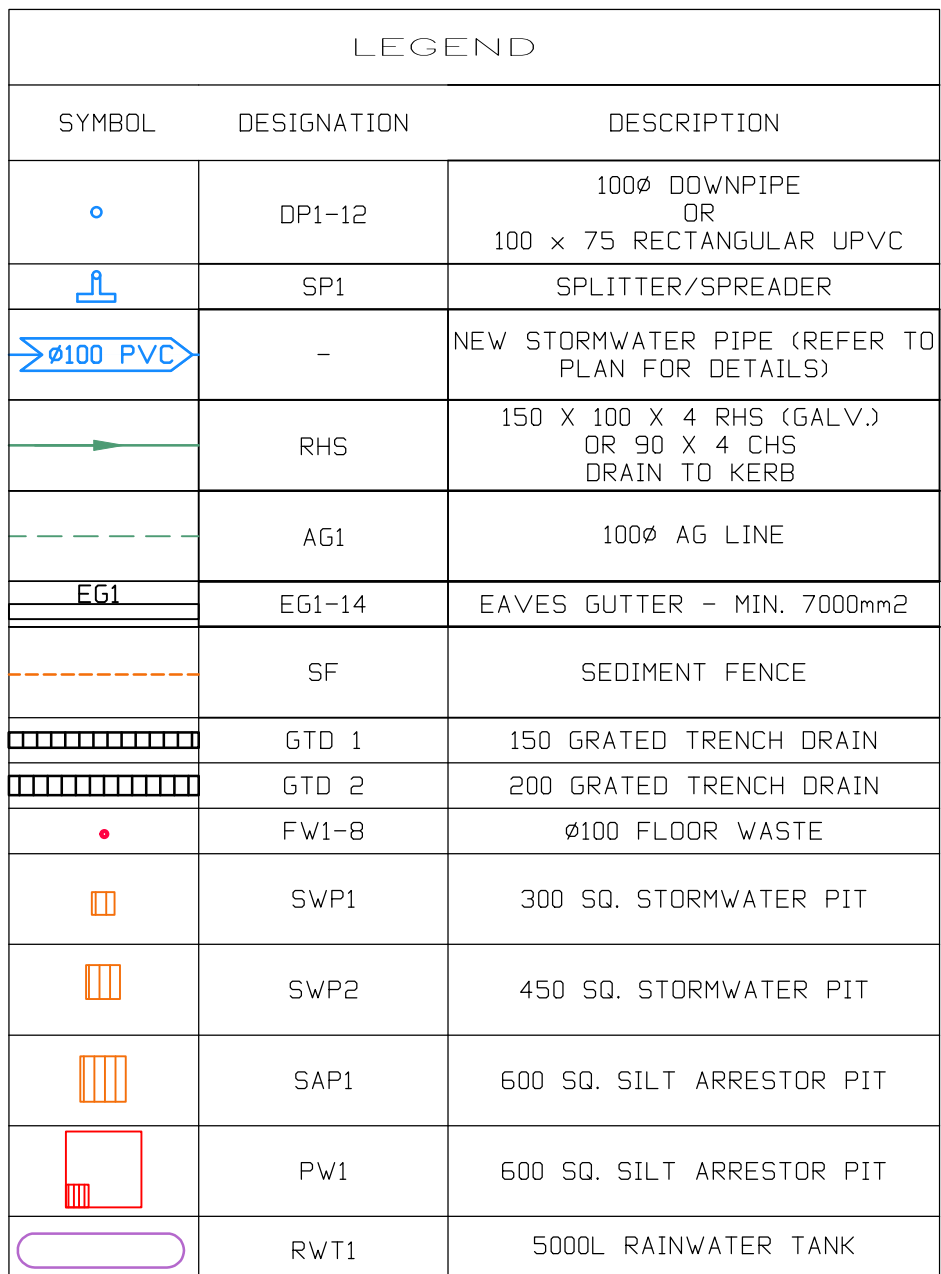 LEGEND
SYMBOL DESIGNATION DESCRIPTION
DP1-12
100Ø DOWNPIPE
OR
100 x 75 RECTANGULAR UPVC
SP1 SPLITTER/SPREADER
Ø100 PVC
-
NEW STORMWATER PIPE (REFER TO
PLAN FOR DETAILS)
RHS
150 X 100 X 4 RHS (GALV.)
OR 90 X 4 CHS
DRAIN TO KERB
AG1 100Ø AG LINE
EG1
EG1-14 EAVES GUTTER - MIN. 7000mm2
SF SEDIMENT FENCE
GTD 1 150 GRATED TRENCH DRAIN
GTD 2 200 GRATED TRENCH DRAIN
FW1-8 Ø100 FLOOR WASTE
SWP1 300 SQ. STORMWATER PIT
SWP2 450 SQ. STORMWATER PIT
SAP1 600 SQ. SILT ARRESTOR PIT
PW1 600 SQ. SILT ARRESTOR PIT
RWT1 5000L RAINWATER TANK